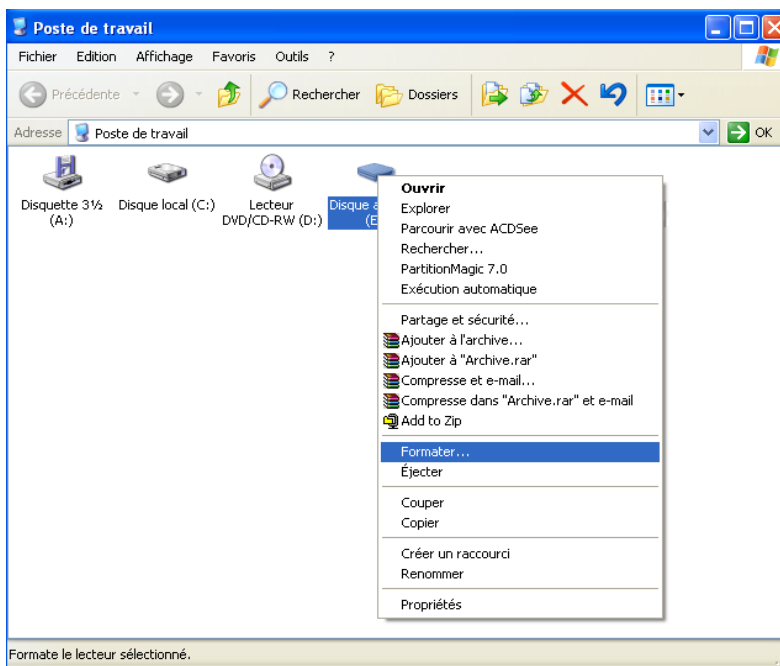 Poste de travail
Fichier Edition Affichage Favoris Outils ?
Précédente Rechercher Dossiers
Adresse Poste de travail OK
Disquette 3½ (A:)
Disque local (C:)
Lecteur DVD/CD-RW (D:)
Disque
(E
Ouvrir
Explorer
Parcourir avec ACDSee
Rechercher...
PartitionMagic 7.0
Exécution automatique
Partage et sécurité...
Ajouter à l'archive...
Ajouter à "Archive.rar"
Compresse et e-mail...
Compresse dans "Archive.rar" et e-mail
Add to Zip
Formater...
Éjecter
Couper
Copier
Créer un raccourci
Renommer
Propriétés
Formate le lecteur sélectionné.